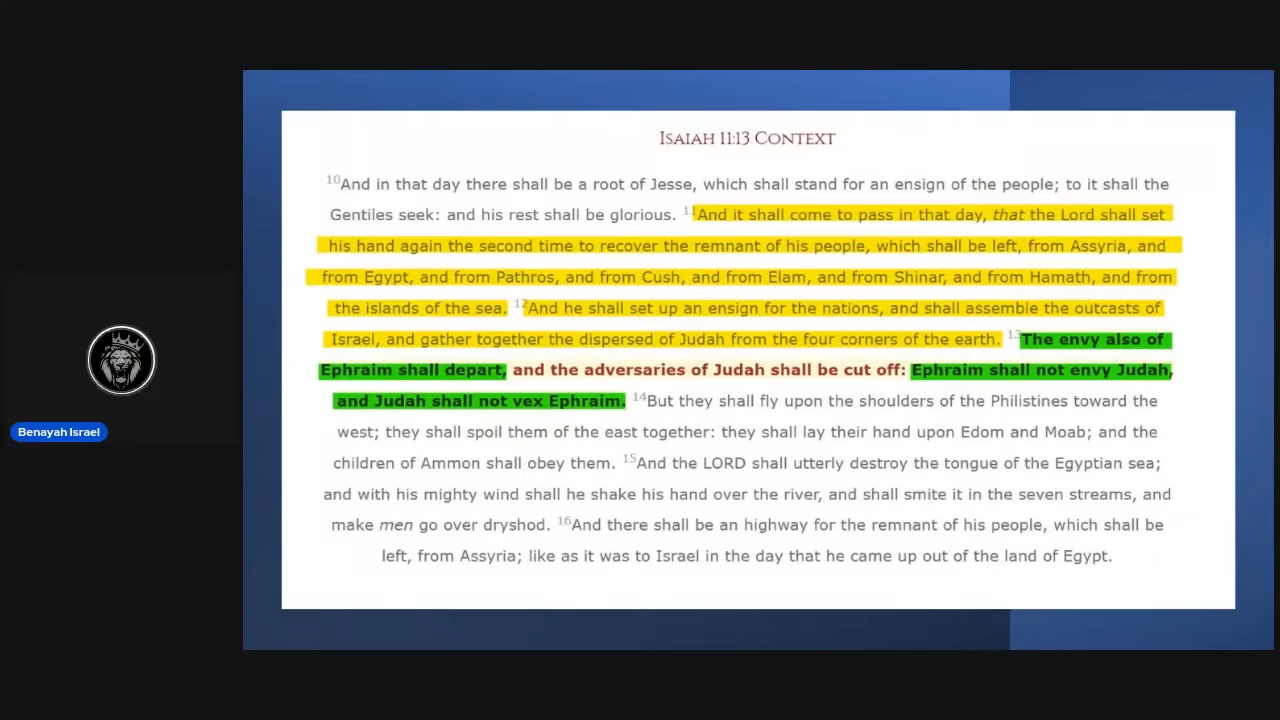 Isaiah 11:13 Context
10And in that day there shall be a root of Jesse, which shall stand for an ensign of the people; to it shall the
Gentiles seek: and his rest shall be glorious. 11And it shall come to pass in that day, that the Lord shall set
his hand again the second time to recover the remnant of his people, which shall be left, from Assyria, and
from Egypt, and from Pathros, and from Cush, and from Elam, and from Shinar, and from Hamath, and from
the islands of the sea. 12And he shall set up an ensign for the nations, and shall assemble the outcasts of
Israel, and gather together the dispersed of Judah from the four corners of the earth. 13The envy also of
Ephraim shall depart, and the adversaries of Judah shall be cut off: Ephraim shall not envy Judah,
and Judah shall not vex Ephraim. 14But they shall fly upon the shoulders of the Philistines toward the
west; they shall spoil them of the east together: they shall lay their hand upon Edom and Moab; and the
children of Ammon shall obey them. 15And the LORD shall utterly destroy the tongue of the Egyptian sea;
and with his mighty wind shall he shake his hand over the river, and shall smite it in the seven streams, and
make men go over dryshod. 16And there shall be an highway for the remnant of his people, which shall be
left, from Assyria; like as it was to Israel in the day that he came up out of the land of Egypt.
Benayah Israel